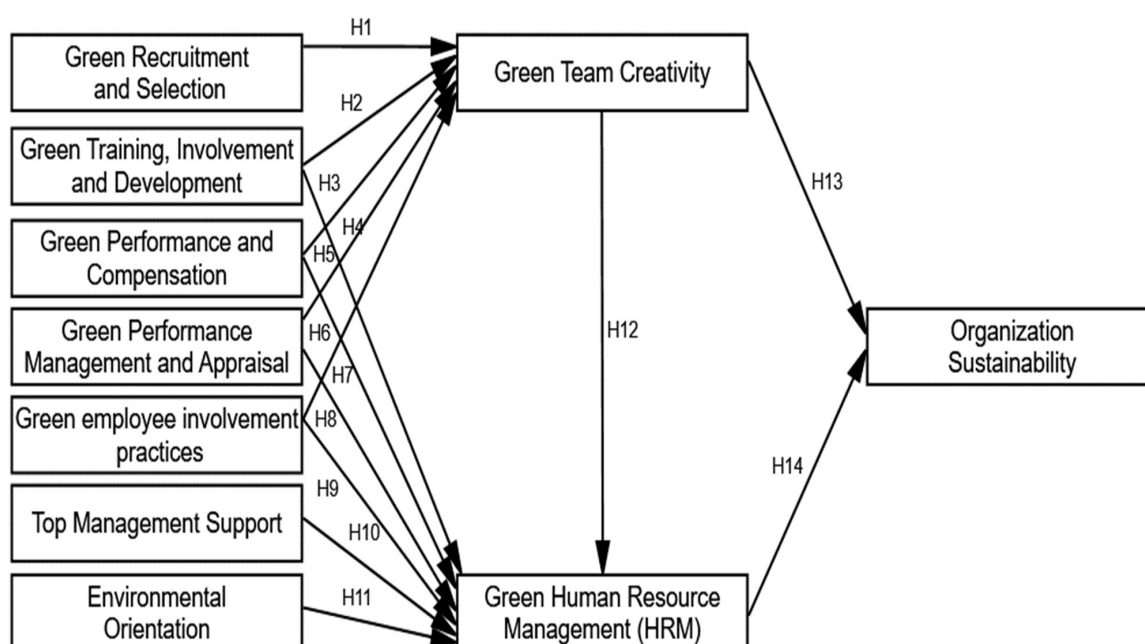 Green Recruitment
and Selection
Green Training, Involvement
and Development
Green Performance and
Compensation
Green Performance
Management and Appraisal
Green employee involvement
practices
Top Management Support
Environmental
Orientation
H1
H2
H3
H4
H5
H6
H7
H8
H9
H10
H11
Green Team Creativity
H12
Green Human Resource
Management (HRM)
H13
H14
Organization
Sustainability